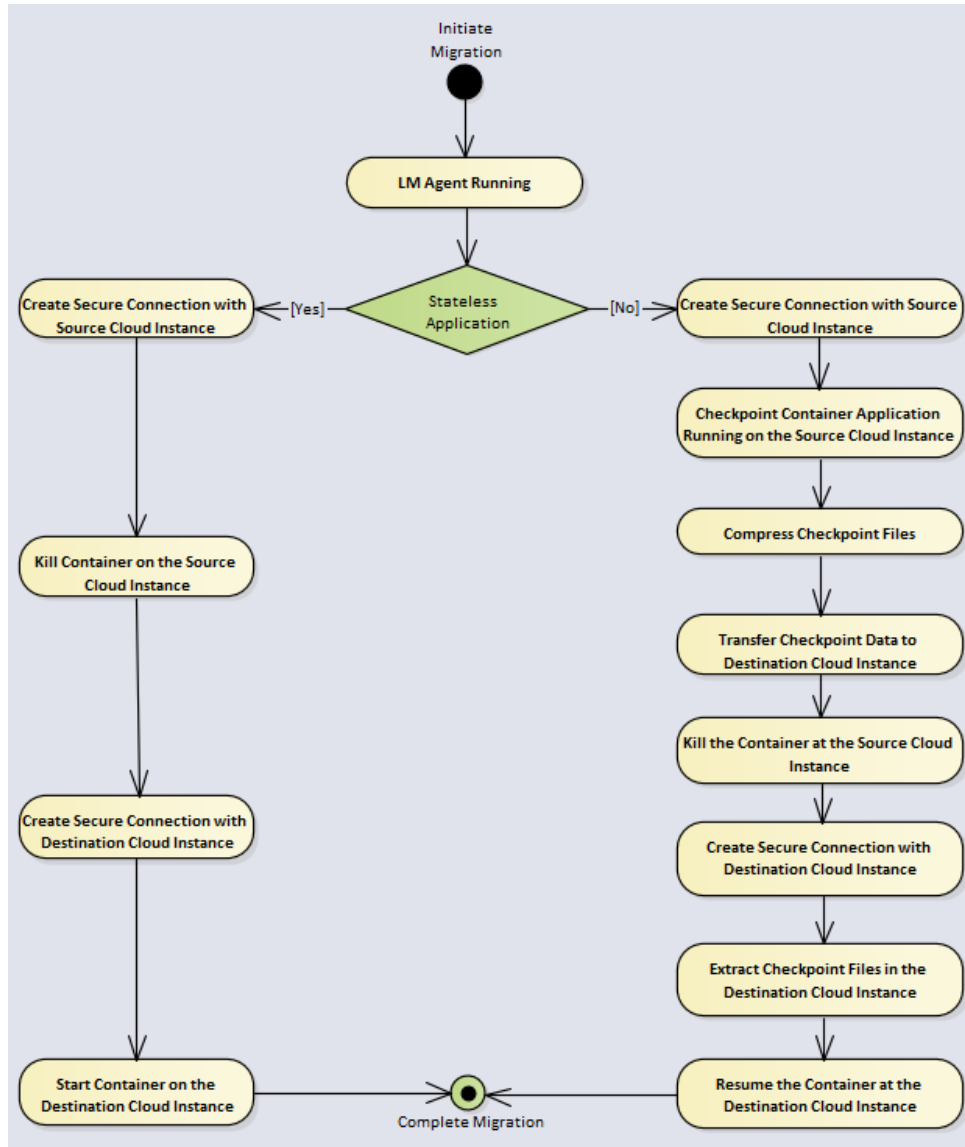 Initiate
Migration
LM Agent Running
Stateless
Application
[Yes]
[No]
Create Secure Connection with
Source Cloud Instance
Kill Container on the Source
Cloud Instance
Create Secure Connection with
Destination Cloud Instance
Start Container on the
Destination Cloud Instance
Create Secure Connection with Source
Cloud Instance
Checkpoint Container Application
Running on the Source Cloud Instance
Compress Checkpoint Files
Transfer Checkpoint Data to
Destination Cloud Instance
Kill the Container at the Source Cloud
Instance
Create Secure Connection with
Destination Cloud Instance
Extract Checkpoint Files in the
Destination Cloud Instance
Resume the Container at the
Destination Cloud Instance
Complete Migration